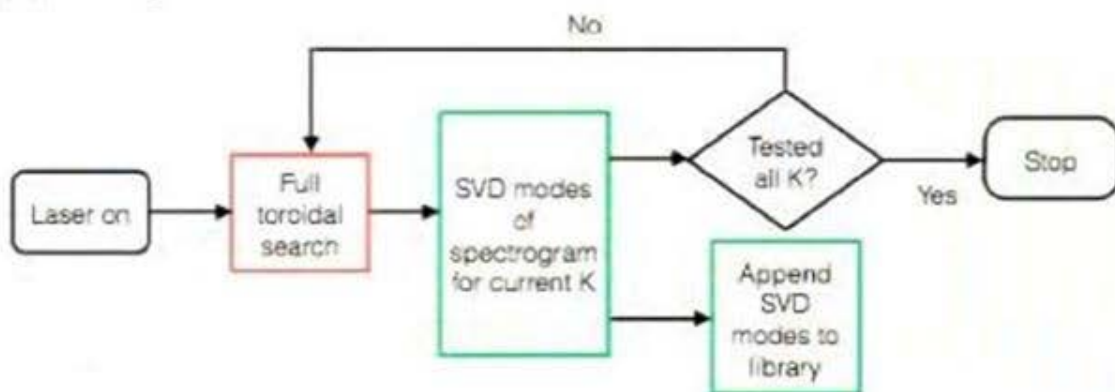 No
Laser on
Full
toroidal
search
SVD modes
of
spectrogram
for current K
Tested
all K?
Yes
Stop
Append
SVD
modes to
library